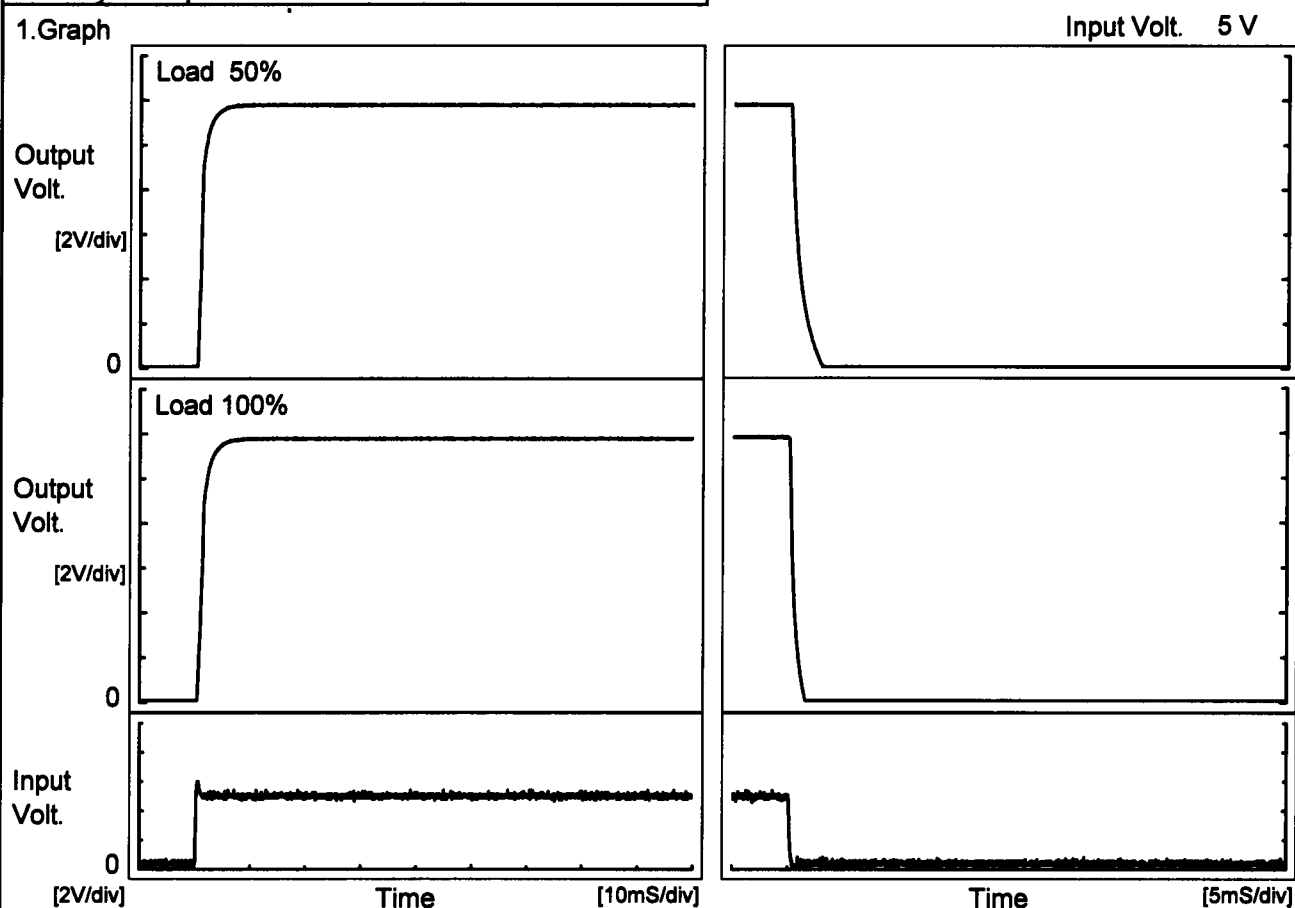 1.Graph
Input Volt. 5 V
Load 50%
Output
Volt.
[2V/div]
0
Load 100%
Output
Volt.
[2V/div]
0
Input
Volt.
0
[2V/div]
Time
[10mS/div]
Time
[5mS/div]